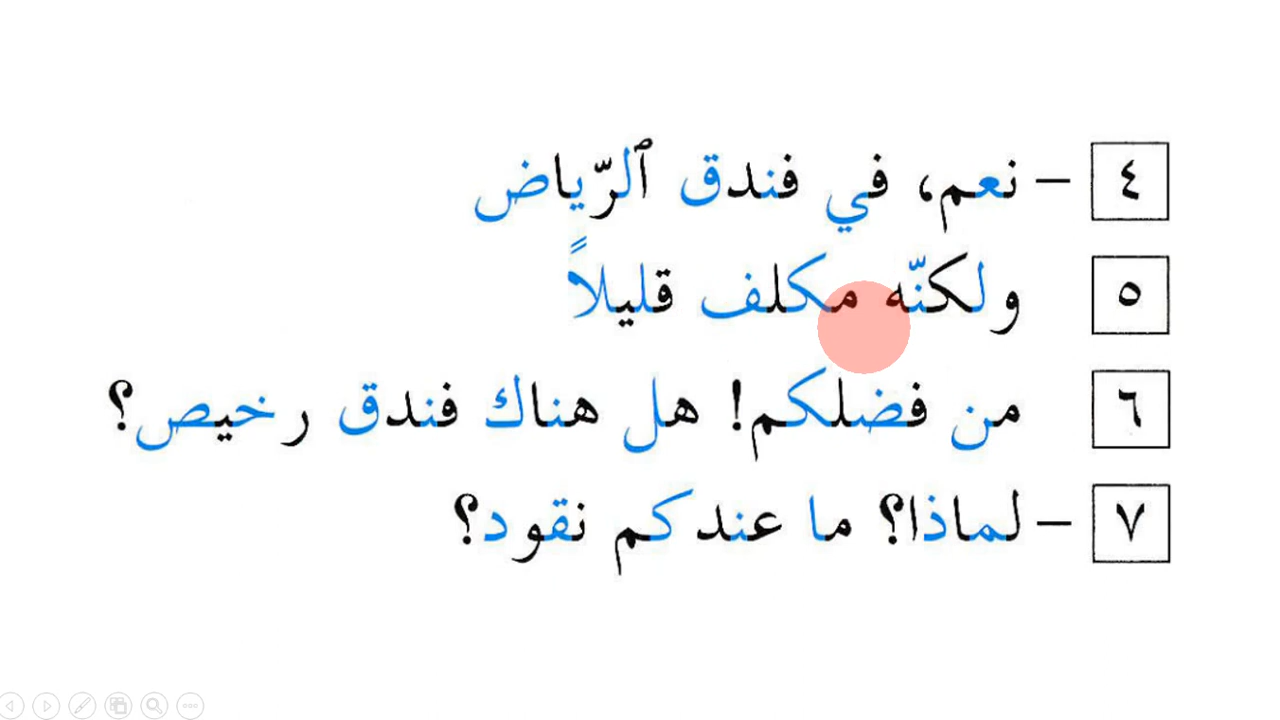 ٤ – نعم، في فندق ٱلرّياض
٥ ولكنّه مكلف قليلاً
٦ من فضلكم! هل هناك فندق رخيص؟
٧ – لماذا؟ ما عندكم نقود؟